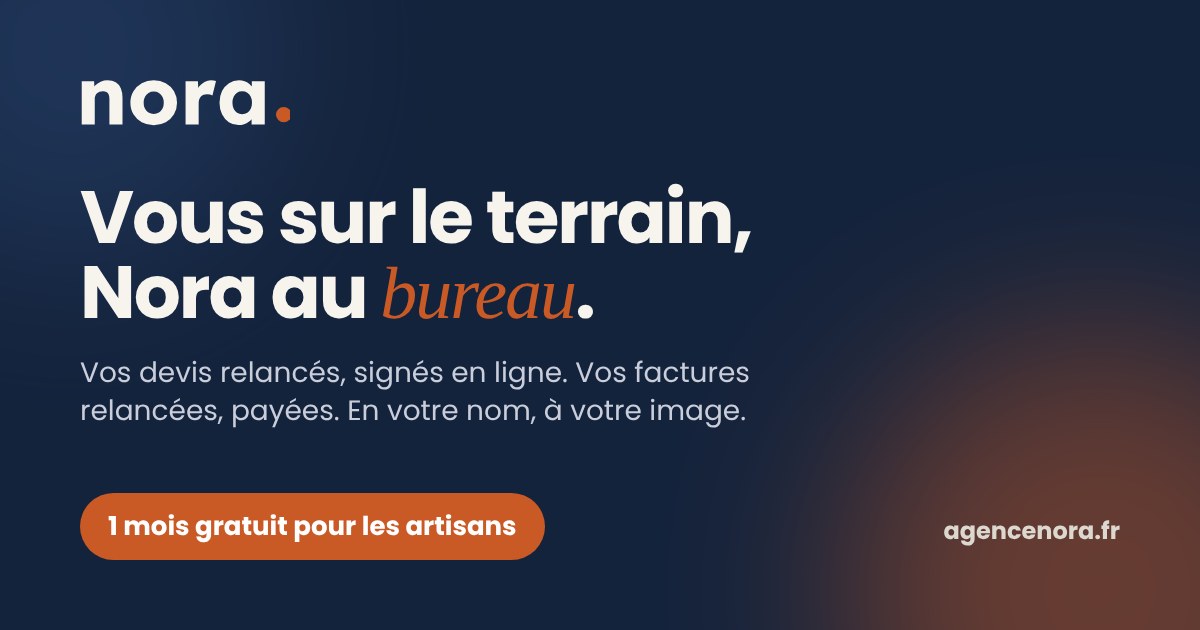 nora.
Vous sur le terrain,
Nora au bureau.
Vos devis relancés, signés en ligne. Vos factures
relancées, payées. En votre nom, à votre image.
1 mois gratuit pour les artisans
agencenora.fr